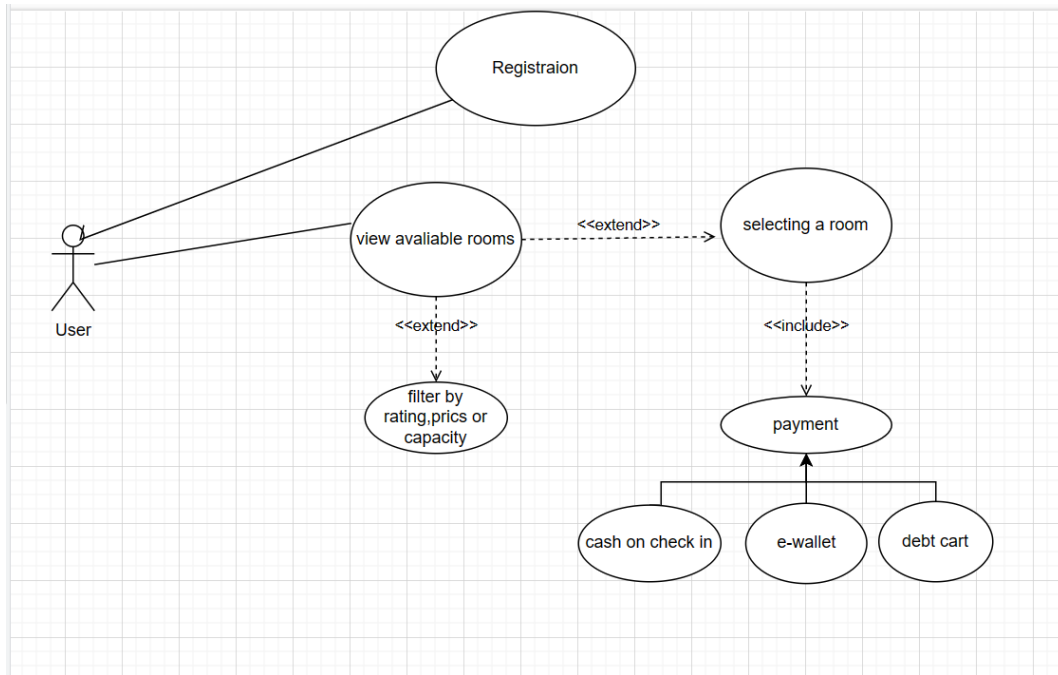 Registraion
view avaliable rooms
<<extend>>
selecting a room
User
<<extend>>
<<include>>
filter by
rating,prics or
capacity
payment
cash on check in
e-wallet
debt cart